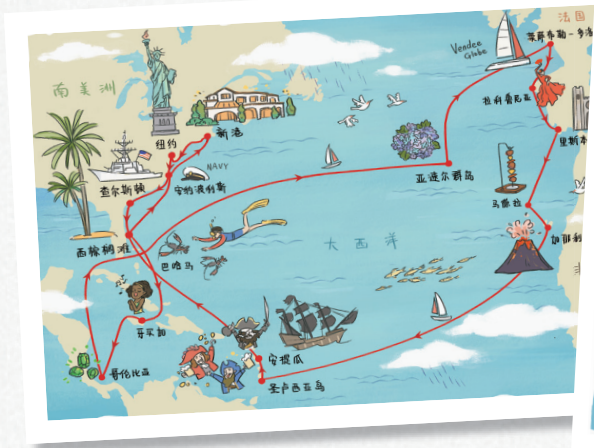 法国
莱萨布勒-多洛
Vendee
Globe
南美洲
拉科鲁尼亚
纽约
新港
里斯本
NAVY
查尔斯顿
安纳波利斯
亚速尔群岛
马德拉
西棕榈滩
大西洋
加那利
巴哈马
牙买加
安提瓜
哥伦比亚
圣卢西亚岛